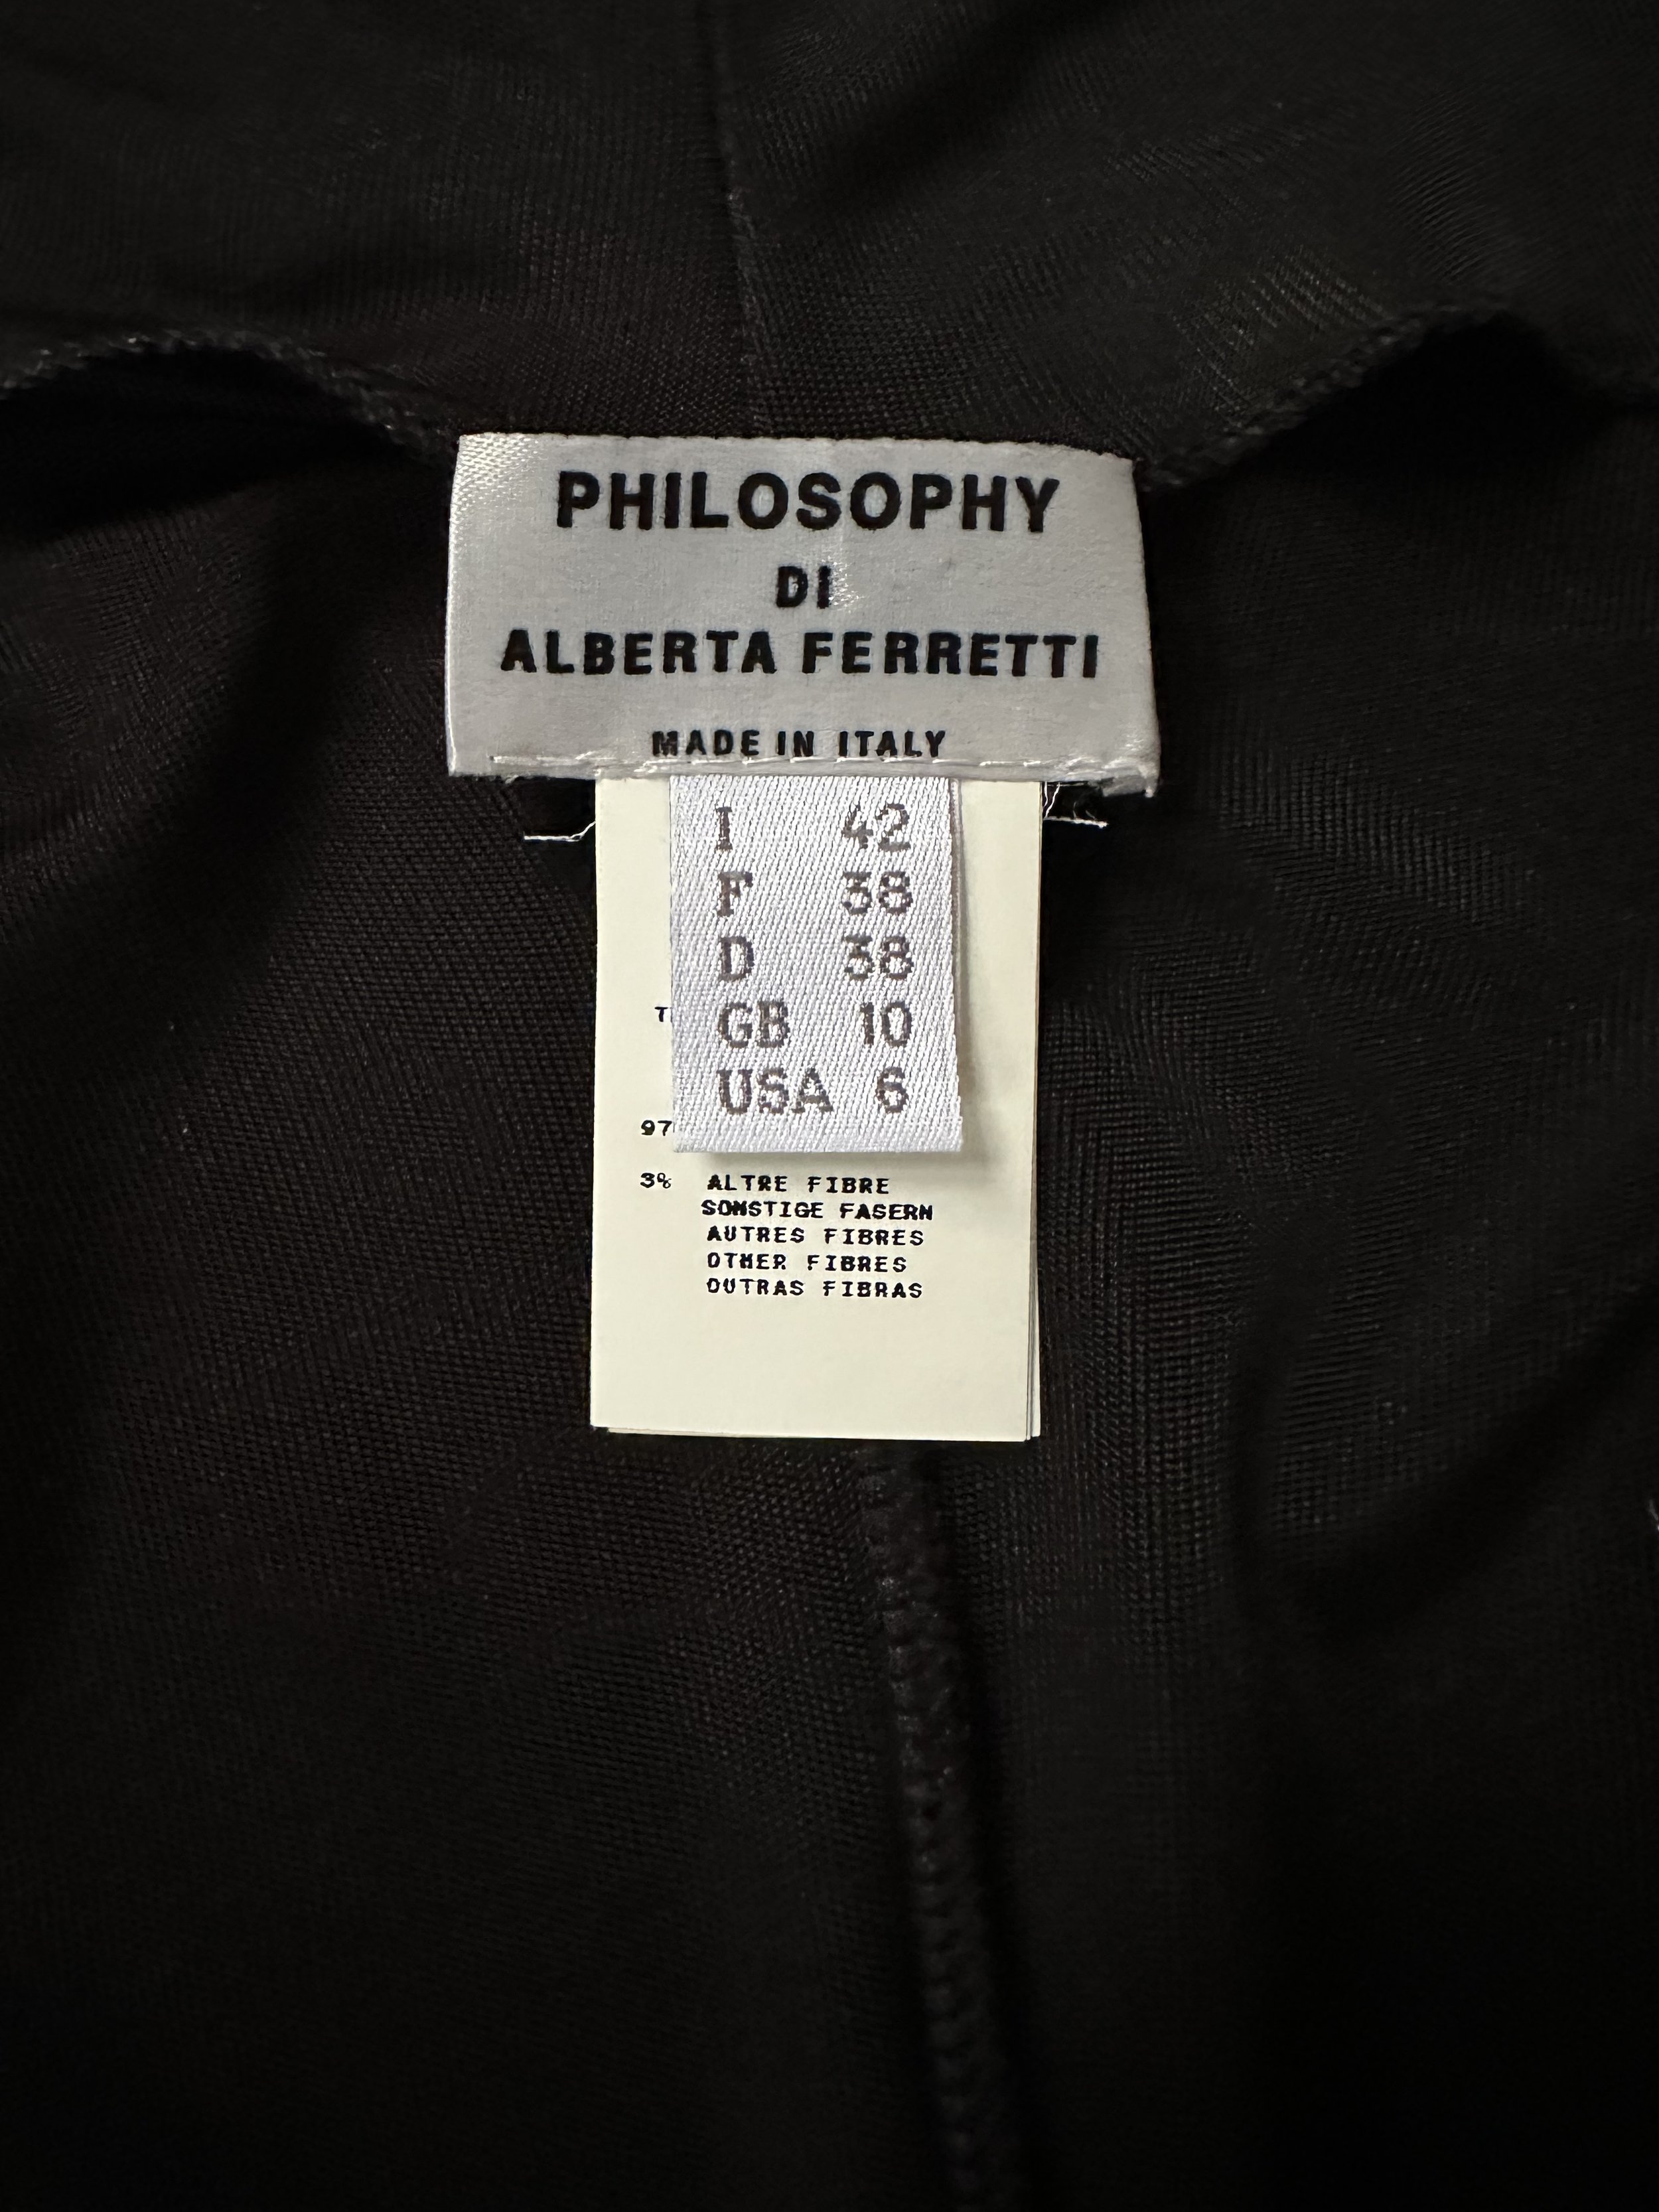 PHILOSOPHY
DI
ALBERTA FERRETTI
MADE IN ITALY
I 42
F 38
D 38
GB 10
USA 6
97
3% ALTRE FIBRE
SONSTIGE FASERN
AUTRES FIBRES
OTHER FIBRES
OUTRAS FIBRAS